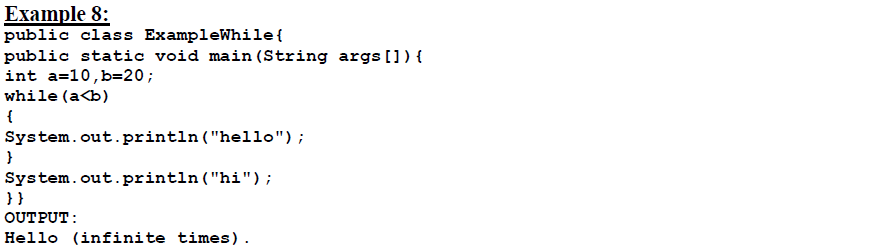 Example 8:
public class ExampleWhile{
public static void main(String args[]){
int a=10,b=20;
while(a<b)
{
System.out.println("hello");
}
System.out.println("hi");
}}
OUTPUT:
Hello (infinite times).